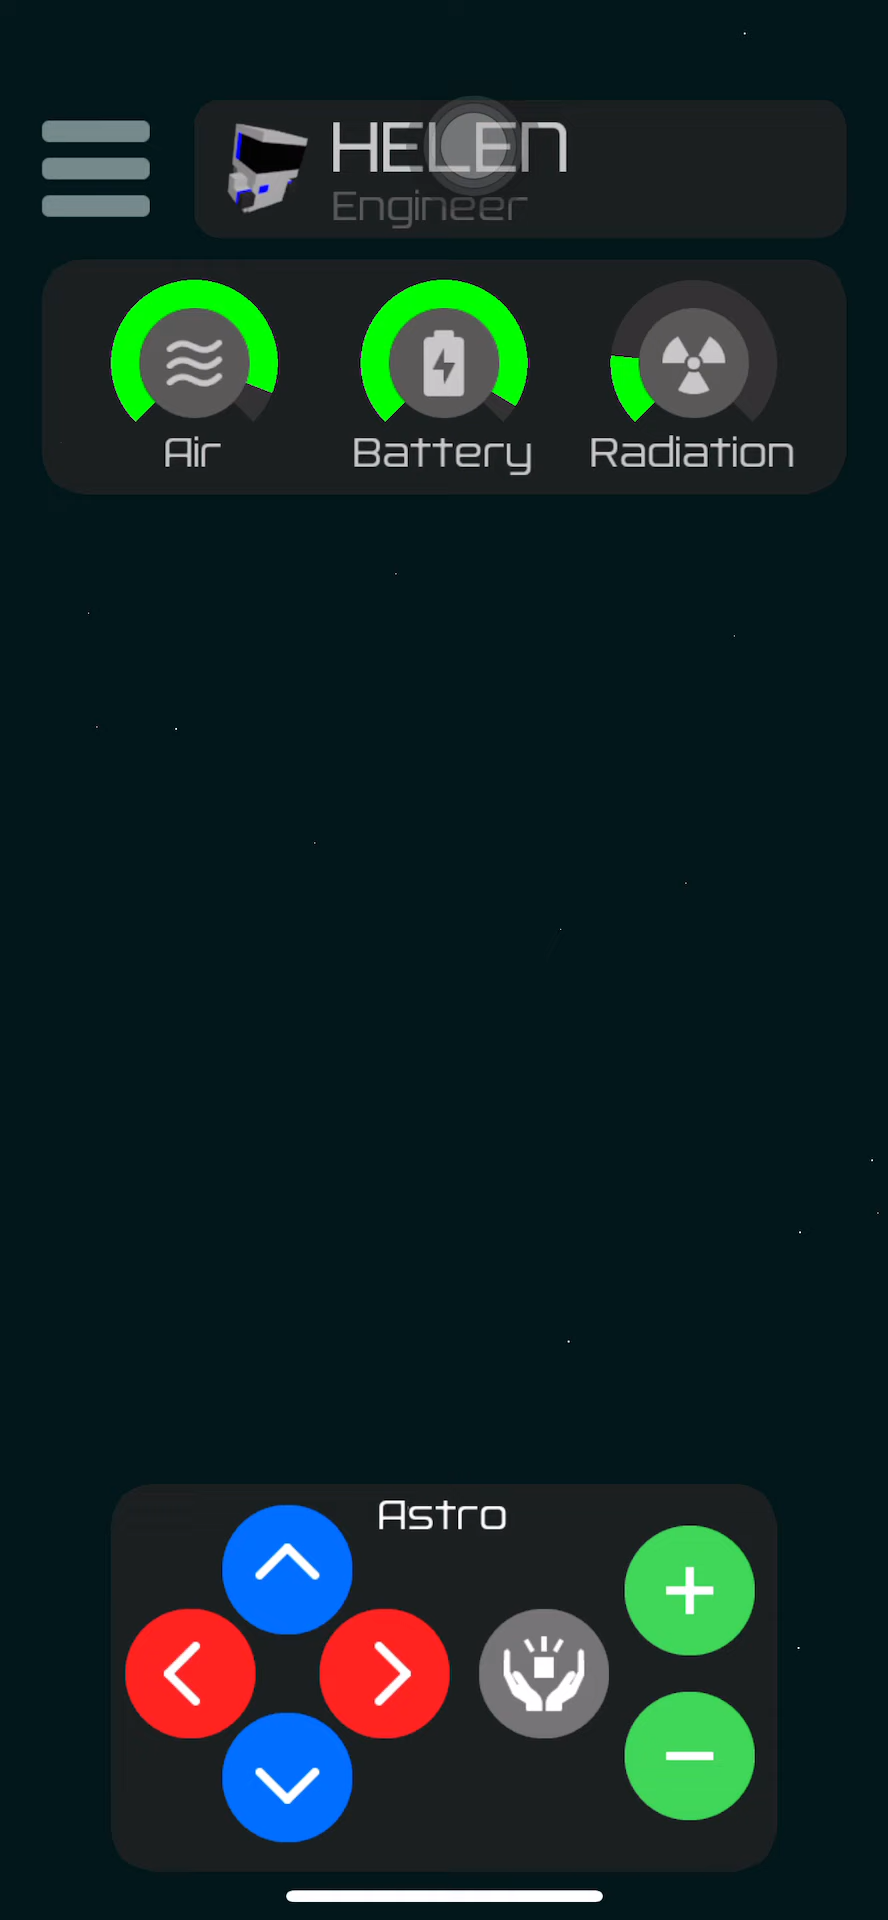 HELEN
Engineer
Air
Battery
Radiation
Astro